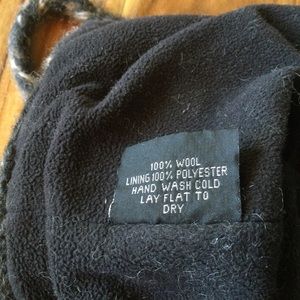 100% WOOL
LINING 100% POLYESTER
HAND WASH COLD
LAY FLAT TO
DRY